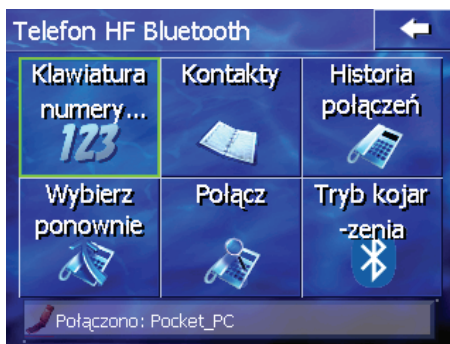 Telefon HF Bluetooth
Klawiatura
numery...
123
Kontakty
Historia
połączeń
Wybierz
ponownie
Połącz
Tryb kojar
-zenia
Połączono: Pocket_PC